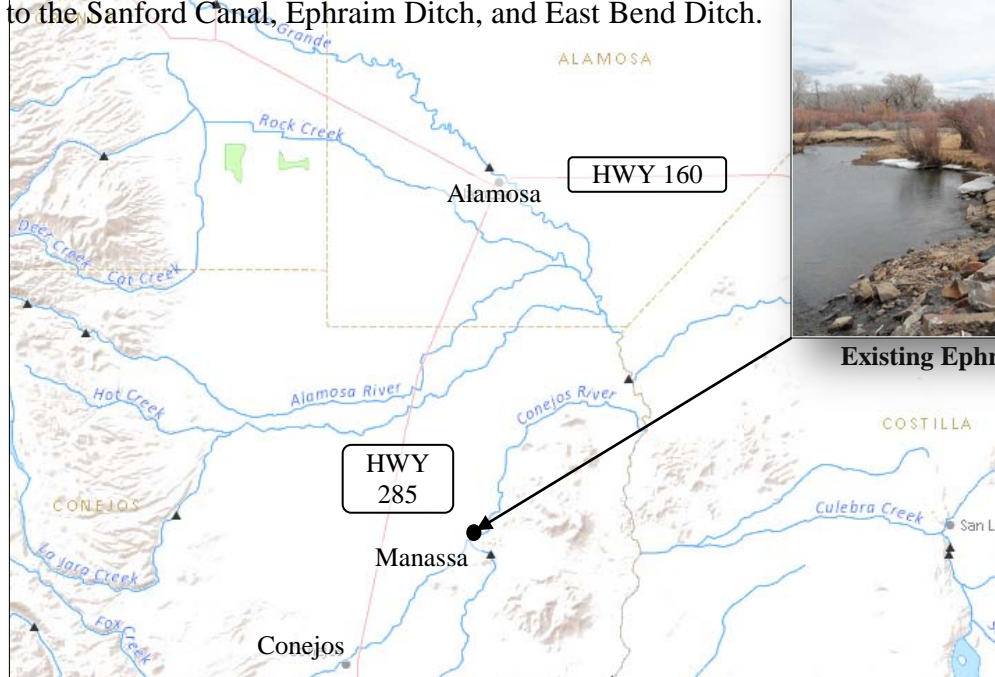 to the Sanford Canal, Ephraim Ditch, and East Bend Ditch.
Grande
ALAMOSA
Rock Creek
HWY 160
Alamosa
Deer Creek
Cat Creek
Existing Ephr
Alamosa River
Hot Creek
Conejos River
COSTILLA
HWY
285
CONEJOS
Culebra Creek
San L
Manassa
La Jara Creek
Fox Creek
Conejos